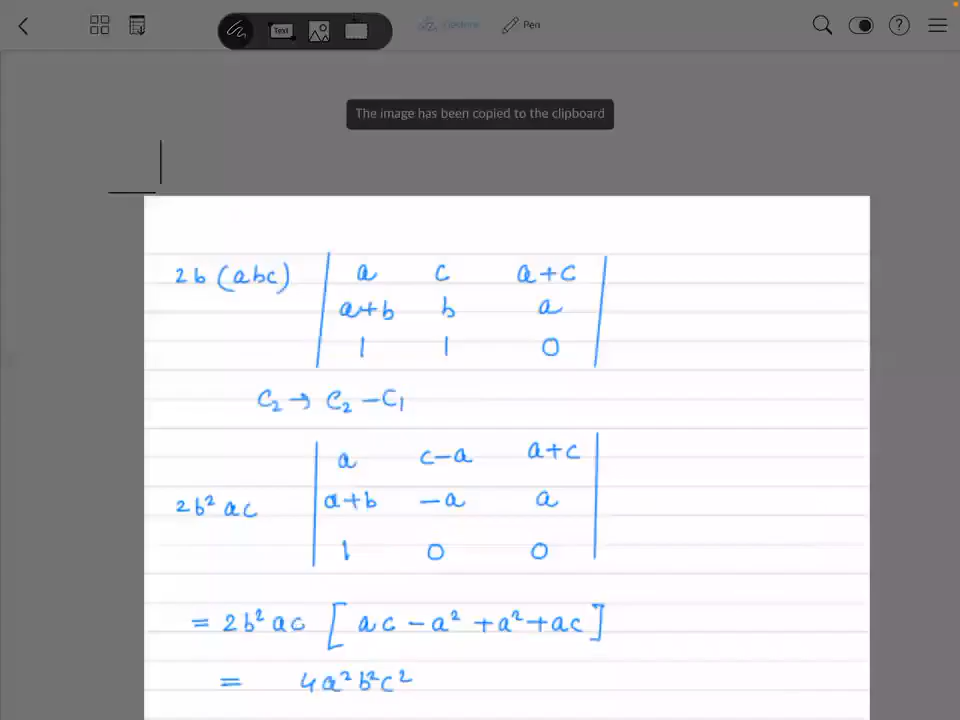 Text
Pen
The image has been copied to the clipboard
2b (abc) | a c a+c |
| a+b b a |
| 1 1 0 |
C₂ → C₂ - C₁
| a c-a a+c |
2b² ac | a+b -a a |
| 1 0 0 |
= 2b² ac [ ac - a² + a² + ac ]
= 4a²b²c²